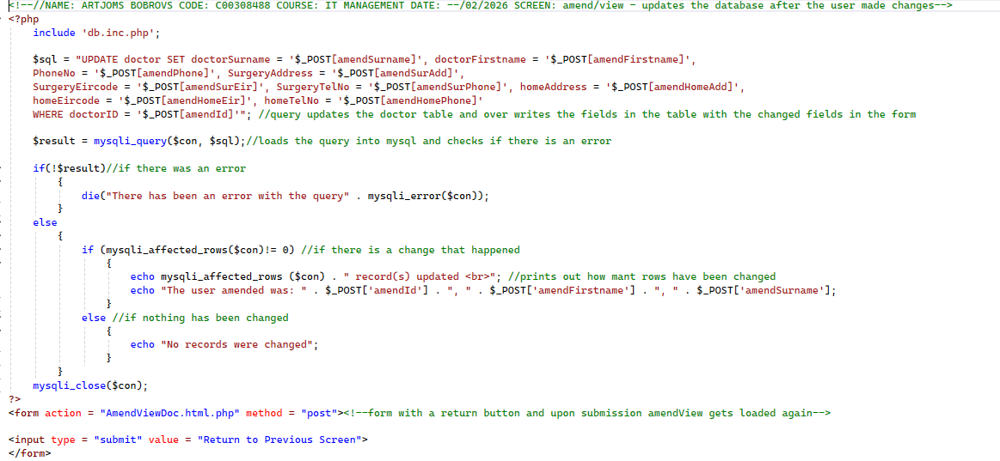 <!--//NAME: ARTJOMS BOBROVS CODE: C00308488 COURSE: IT MANAGEMENT DATE: --/02/2026 SCREEN: amend/view - updates the database after the user made changes-->
<?php
include 'db.inc.php';
$sql = "UPDATE doctor SET doctorSurname = '$_POST[amendSurname]', doctorFirstname = '$_POST[amendFirstname]',
PhoneNo = '$_POST[amendPhone]', SurgeryAddress = '$_POST[amendSurAdd]',
SurgeryEircode = '$_POST[amendSurEir]', SurgeryTelNo = '$_POST[amendSurPhone]', homeAddress = '$_POST[amendHomeAdd]',
homeEircode = '$_POST[amendHomeEir]', homeTelNo = '$_POST[amendHomePhone]'
WHERE doctorID = '$_POST[amendId]'"; //query updates the doctor table and over writes the fields in the table with the changed fields in the form
$result = mysqli_query($con, $sql);//loads the query into mysql and checks if there is an error
if(!$result)//if there was an error
{
die("There has been an error with the query" . mysqli_error($con));
}
else
{
if (mysqli_affected_rows($con)!= 0) //if there is a change that happened
{
echo mysqli_affected_rows ($con) . " record(s) updated <br>"; //prints out how mant rows have been changed
echo "The user amended was: " . $_POST['amendId'] . ", " . $_POST['amendFirstname'] . ", " . $_POST['amendSurname'];
}
else //if nothing has been changed
{
echo "No records were changed";
}
}
mysqli_close($con);
?>
<form action = "AmendViewDoc.html.php" method = "post"><!--form with a return button and upon submission amendView gets loaded again-->
<input type = "submit" value = "Return to Previous Screen">
</form>